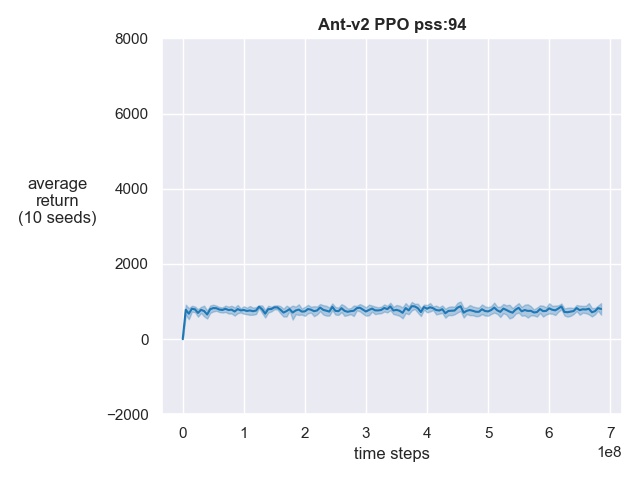 Ant-v2 PPO pss:94
8000
6000
4000
2000
0
−2000
average
return
(10 seeds)
0 1 2 3 4 5 6 7
1e8
time steps